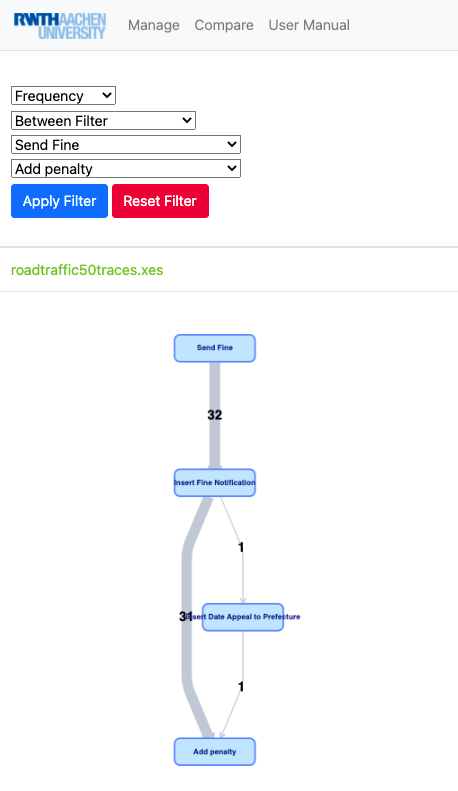 RWTHAACHEN
UNIVERSITY
Manage Compare User Manual
Frequency
Between Filter
Send Fine
Add penalty
Apply Filter Reset Filter
roadtraffic50traces.xes
Send Fine
32
Insert Fine Notification
1
31
Insert Date Appeal to Prefecture
1
Add penalty